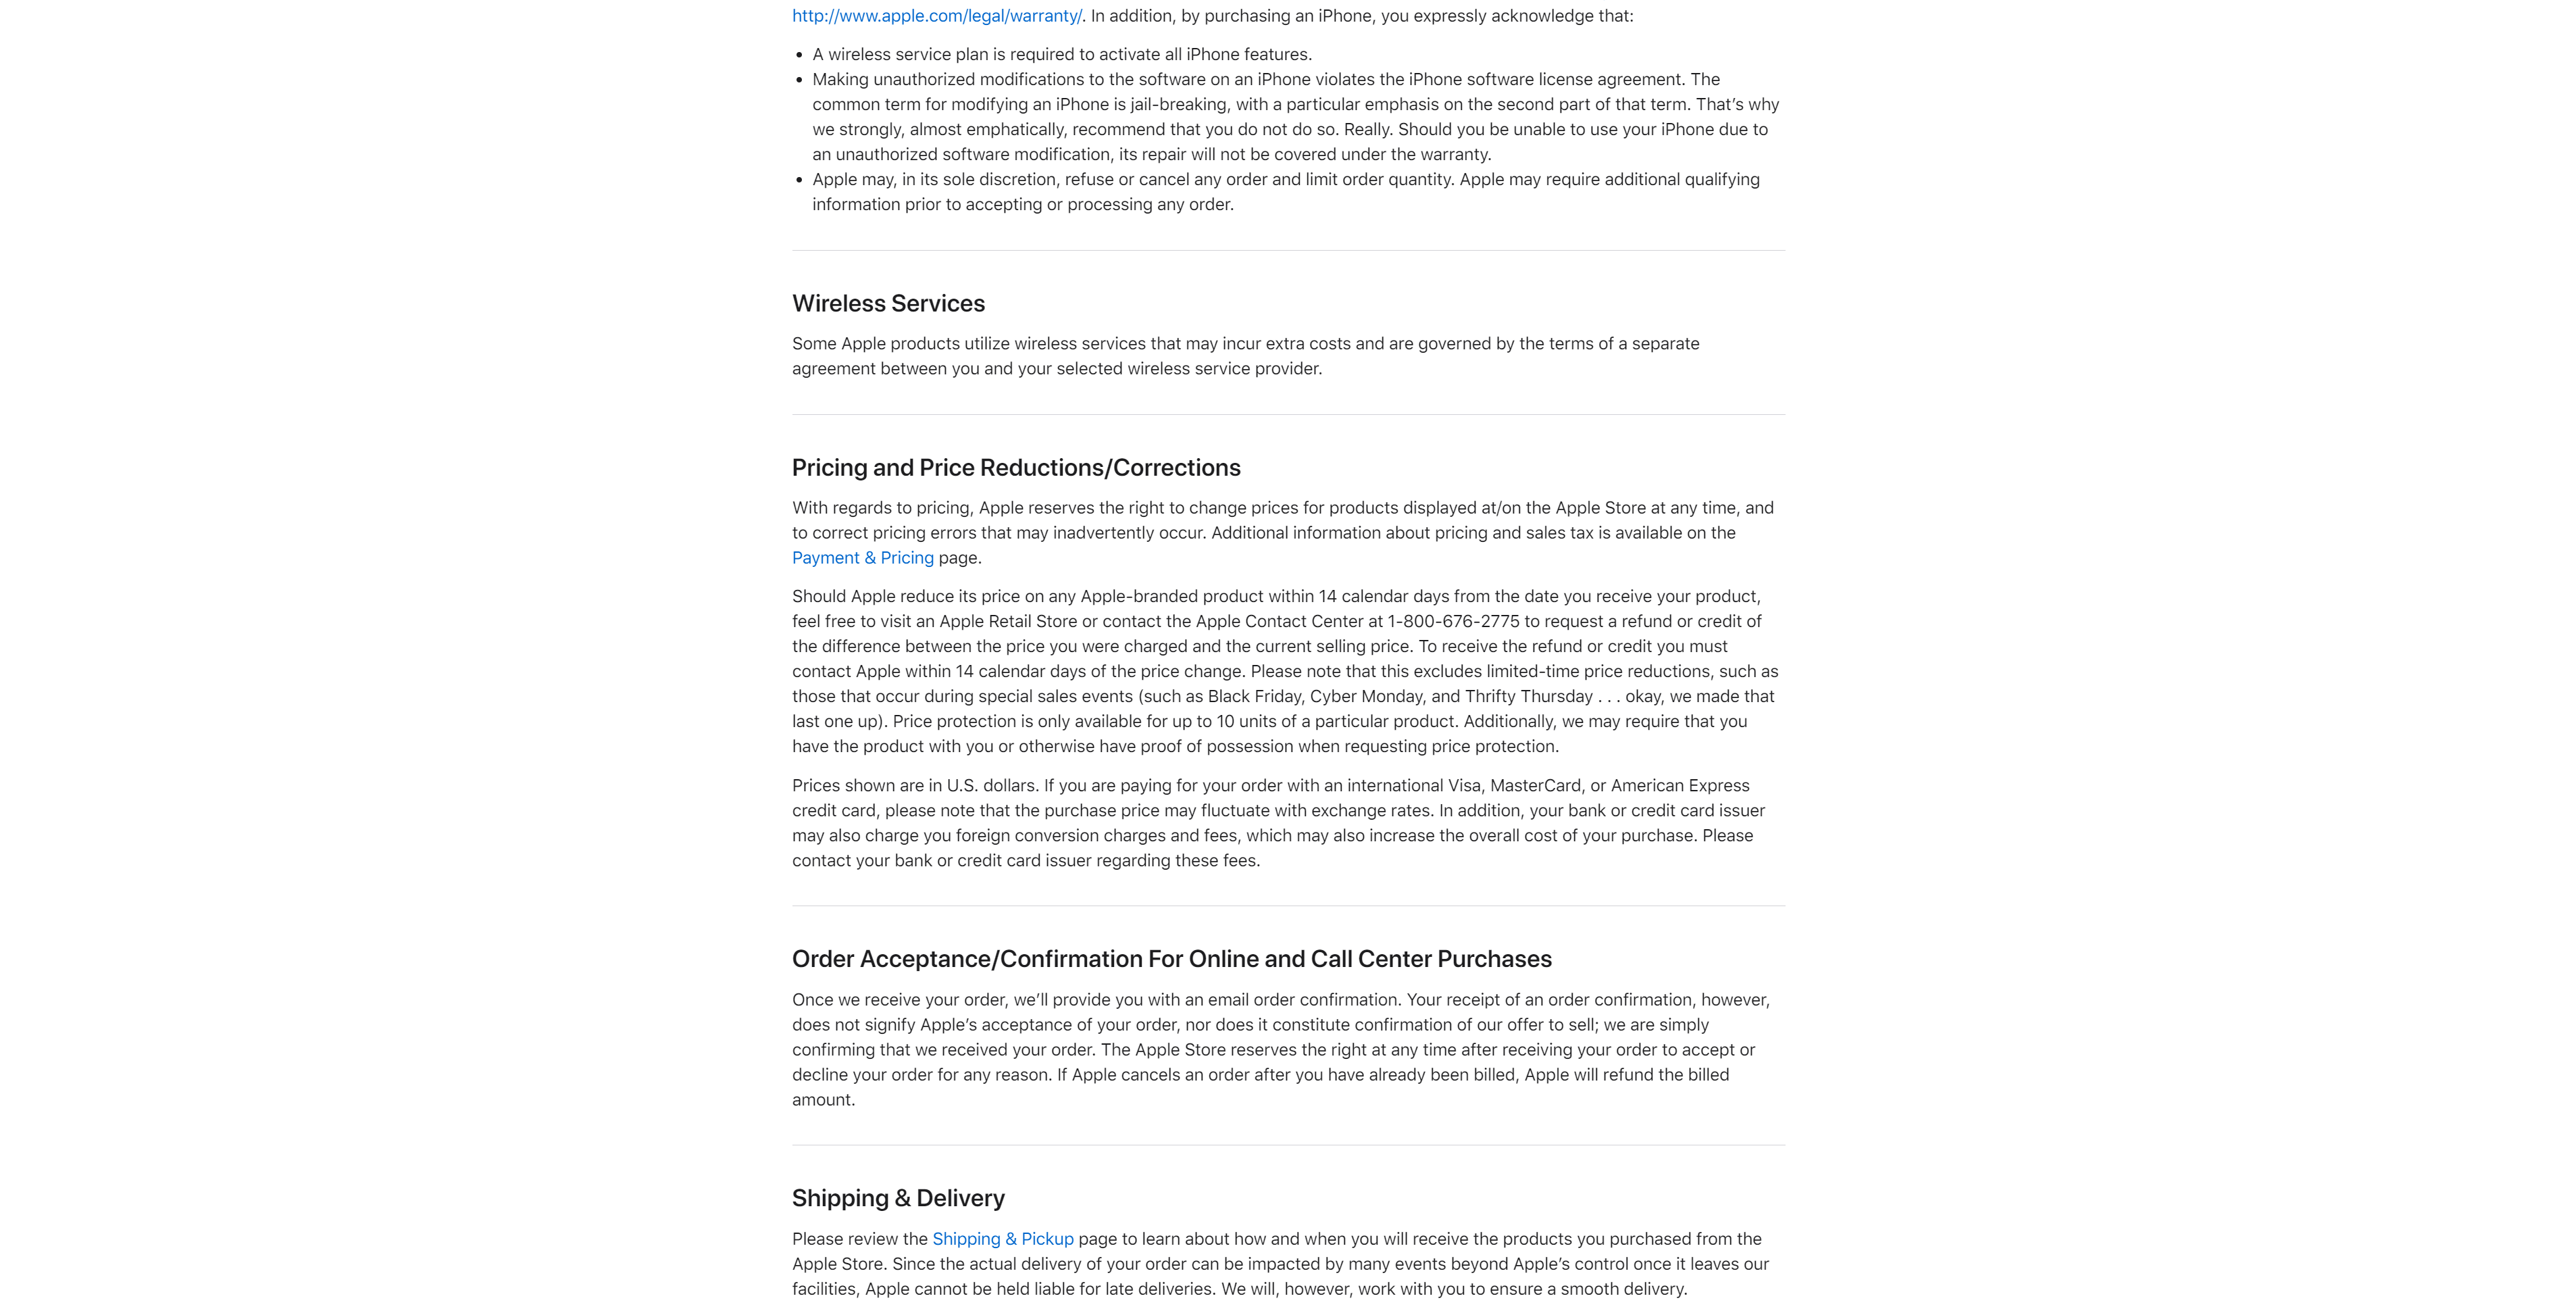 http://www.apple.com/legal/warranty/. In addition, by purchasing an iPhone, you expressly acknowledge that:
• A wireless service plan is required to activate all iPhone features.
• Making unauthorized modifications to the software on an iPhone violates the iPhone software license agreement. The
common term for modifying an iPhone is jail-breaking, with a particular emphasis on the second part of that term. That’s why
we strongly, almost emphatically, recommend that you do not do so. Really. Should you be unable to use your iPhone due to
an unauthorized software modification, its repair will not be covered under the warranty.
• Apple may, in its sole discretion, refuse or cancel any order and limit order quantity. Apple may require additional qualifying
information prior to accepting or processing any order.
Wireless Services
Some Apple products utilize wireless services that may incur extra costs and are governed by the terms of a separate
agreement between you and your selected wireless service provider.
Pricing and Price Reductions/Corrections
With regards to pricing, Apple reserves the right to change prices for products displayed at/on the Apple Store at any time, and
to correct pricing errors that may inadvertently occur. Additional information about pricing and sales tax is available on the
Payment & Pricing page.
Should Apple reduce its price on any Apple-branded product within 14 calendar days from the date you receive your product,
feel free to visit an Apple Retail Store or contact the Apple Contact Center at 1-800-676-2775 to request a refund or credit of
the difference between the price you were charged and the current selling price. To receive the refund or credit you must
contact Apple within 14 calendar days of the price change. Please note that this excludes limited-time price reductions, such as
those that occur during special sales events (such as Black Friday, Cyber Monday, and Thrifty Thursday . . . okay, we made that
last one up). Price protection is only available for up to 10 units of a particular product. Additionally, we may require that you
have the product with you or otherwise have proof of possession when requesting price protection.
Prices shown are in U.S. dollars. If you are paying for your order with an international Visa, MasterCard, or American Express
credit card, please note that the purchase price may fluctuate with exchange rates. In addition, your bank or credit card issuer
may also charge you foreign conversion charges and fees, which may also increase the overall cost of your purchase. Please
contact your bank or credit card issuer regarding these fees.
Order Acceptance/Confirmation For Online and Call Center Purchases
Once we receive your order, we’ll provide you with an email order confirmation. Your receipt of an order confirmation, however,
does not signify Apple’s acceptance of your order, nor does it constitute confirmation of our offer to sell; we are simply
confirming that we received your order. The Apple Store reserves the right at any time after receiving your order to accept or
decline your order for any reason. If Apple cancels an order after you have already been billed, Apple will refund the billed
amount.
Shipping & Delivery
Please review the Shipping & Pickup page to learn about how and when you will receive the products you purchased from the
Apple Store. Since the actual delivery of your order can be impacted by many events beyond Apple’s control once it leaves our
facilities, Apple cannot be held liable for late deliveries. We will, however, work with you to ensure a smooth delivery.